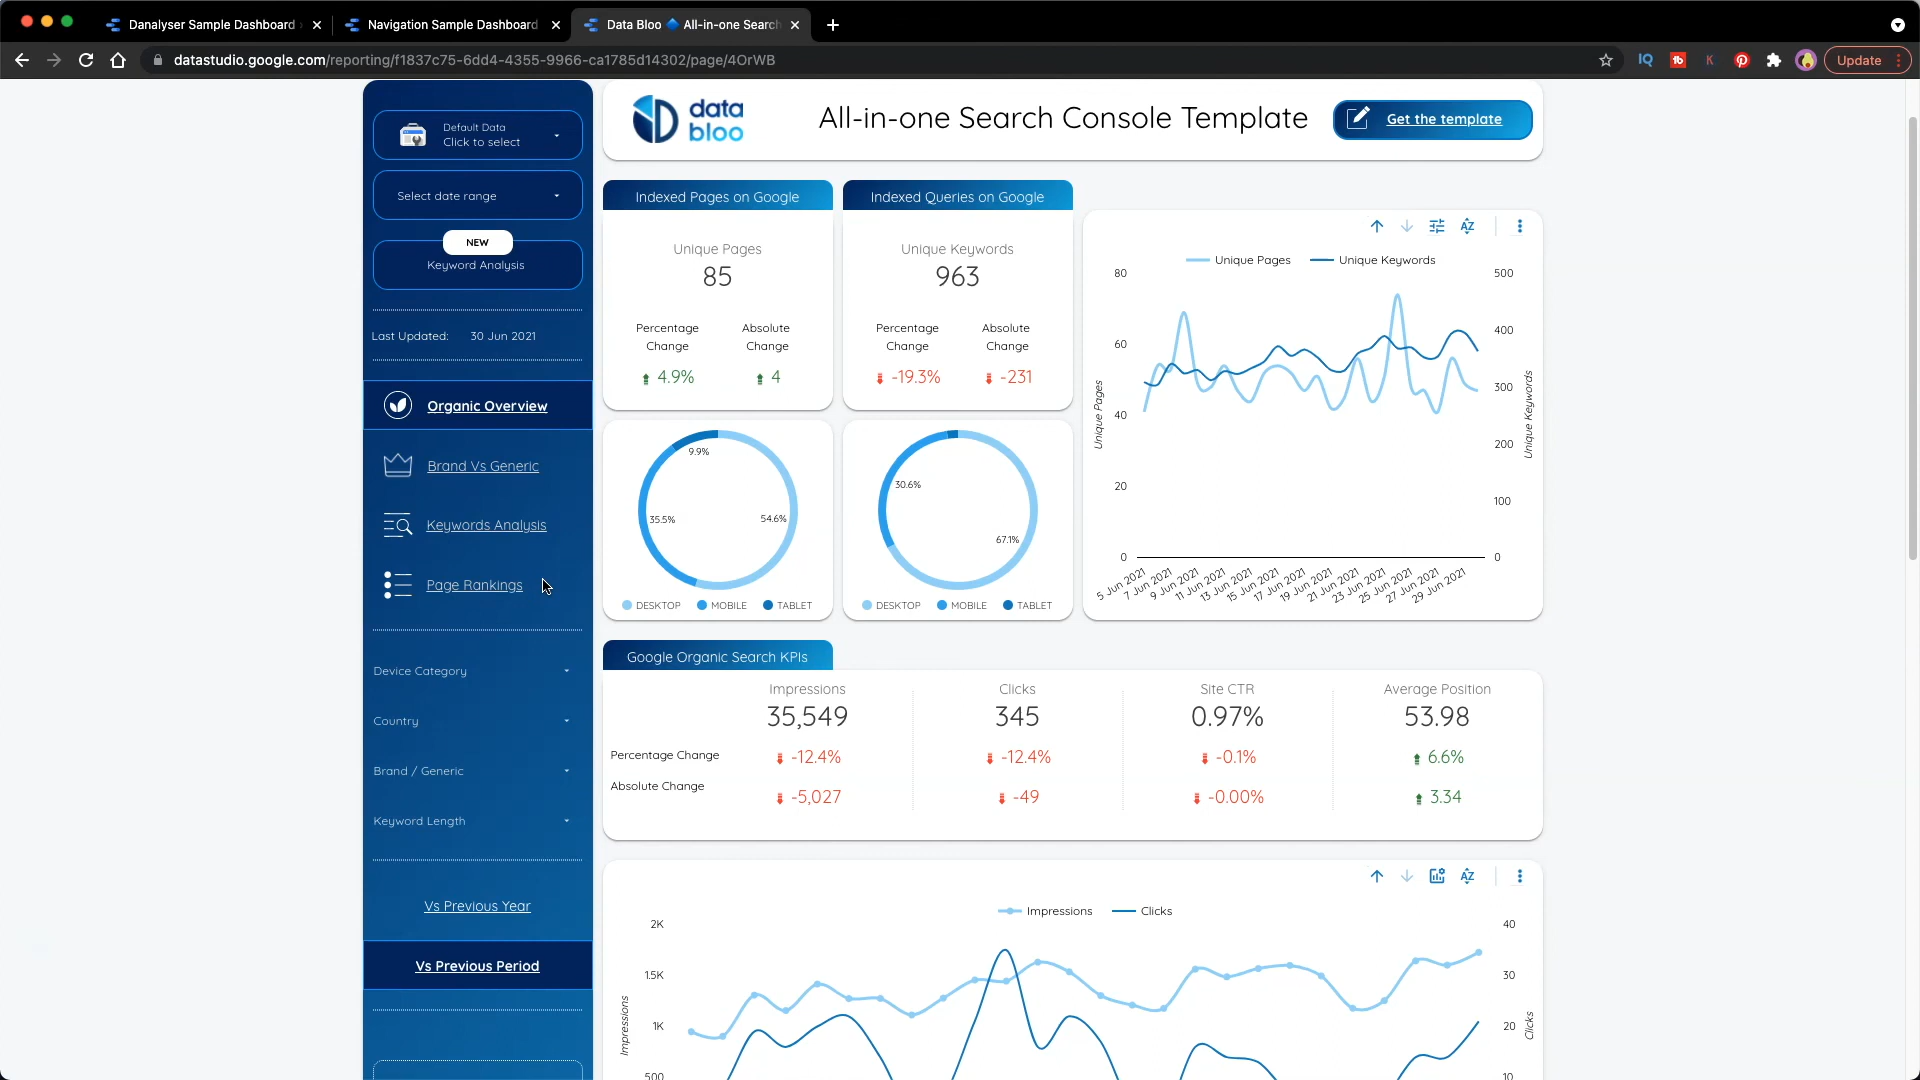 Danalyser Sample Dashboard
Navigation Sample Dashboard
Data Bloo 🔷 All-in-one Search
datastudio.google.com/reporting/f1837c75-6dd4-4355-9966-ca1785d14302/page/4OrWB
IQ
tb
K
Update
Default Data
Click to select
Select date range
NEW
Keyword Analysis
Last Updated: 30 Jun 2021
Organic Overview
Brand Vs Generic
Keywords Analysis
Page Rankings
Device Category
Country
Brand / Generic
Keyword Length
Vs Previous Year
Vs Previous Period
data
bloo
All-in-one Search Console Template
Get the template
Indexed Pages on Google
Unique Pages
85
Percentage Change
Absolute Change
4.9%
4
Indexed Queries on Google
Unique Keywords
963
Percentage Change
Absolute Change
-19.3%
-231
9.9%
35.5%
54.6%
DESKTOP MOBILE TABLET
30.6%
67.1%
DESKTOP MOBILE TABLET
AZ
Unique Pages Unique Keywords
80
60
40
20
0
Unique Pages
500
400
300
200
100
0
Unique Keywords
5 Jun 2021
7 Jun 2021
9 Jun 2021
11 Jun 2021
13 Jun 2021
15 Jun 2021
17 Jun 2021
19 Jun 2021
21 Jun 2021
23 Jun 2021
25 Jun 2021
27 Jun 2021
29 Jun 2021
Google Organic Search KPIs
Impressions Clicks Site CTR Average Position
35,549 345 0.97% 53.98
Percentage Change -12.4% -12.4% -0.1% 6.6%
Absolute Change -5,027 -49 -0.00% 3.34
AZ
Impressions Clicks
2K
1.5K
1K
500
Impressions
40
30
20
10
Clicks